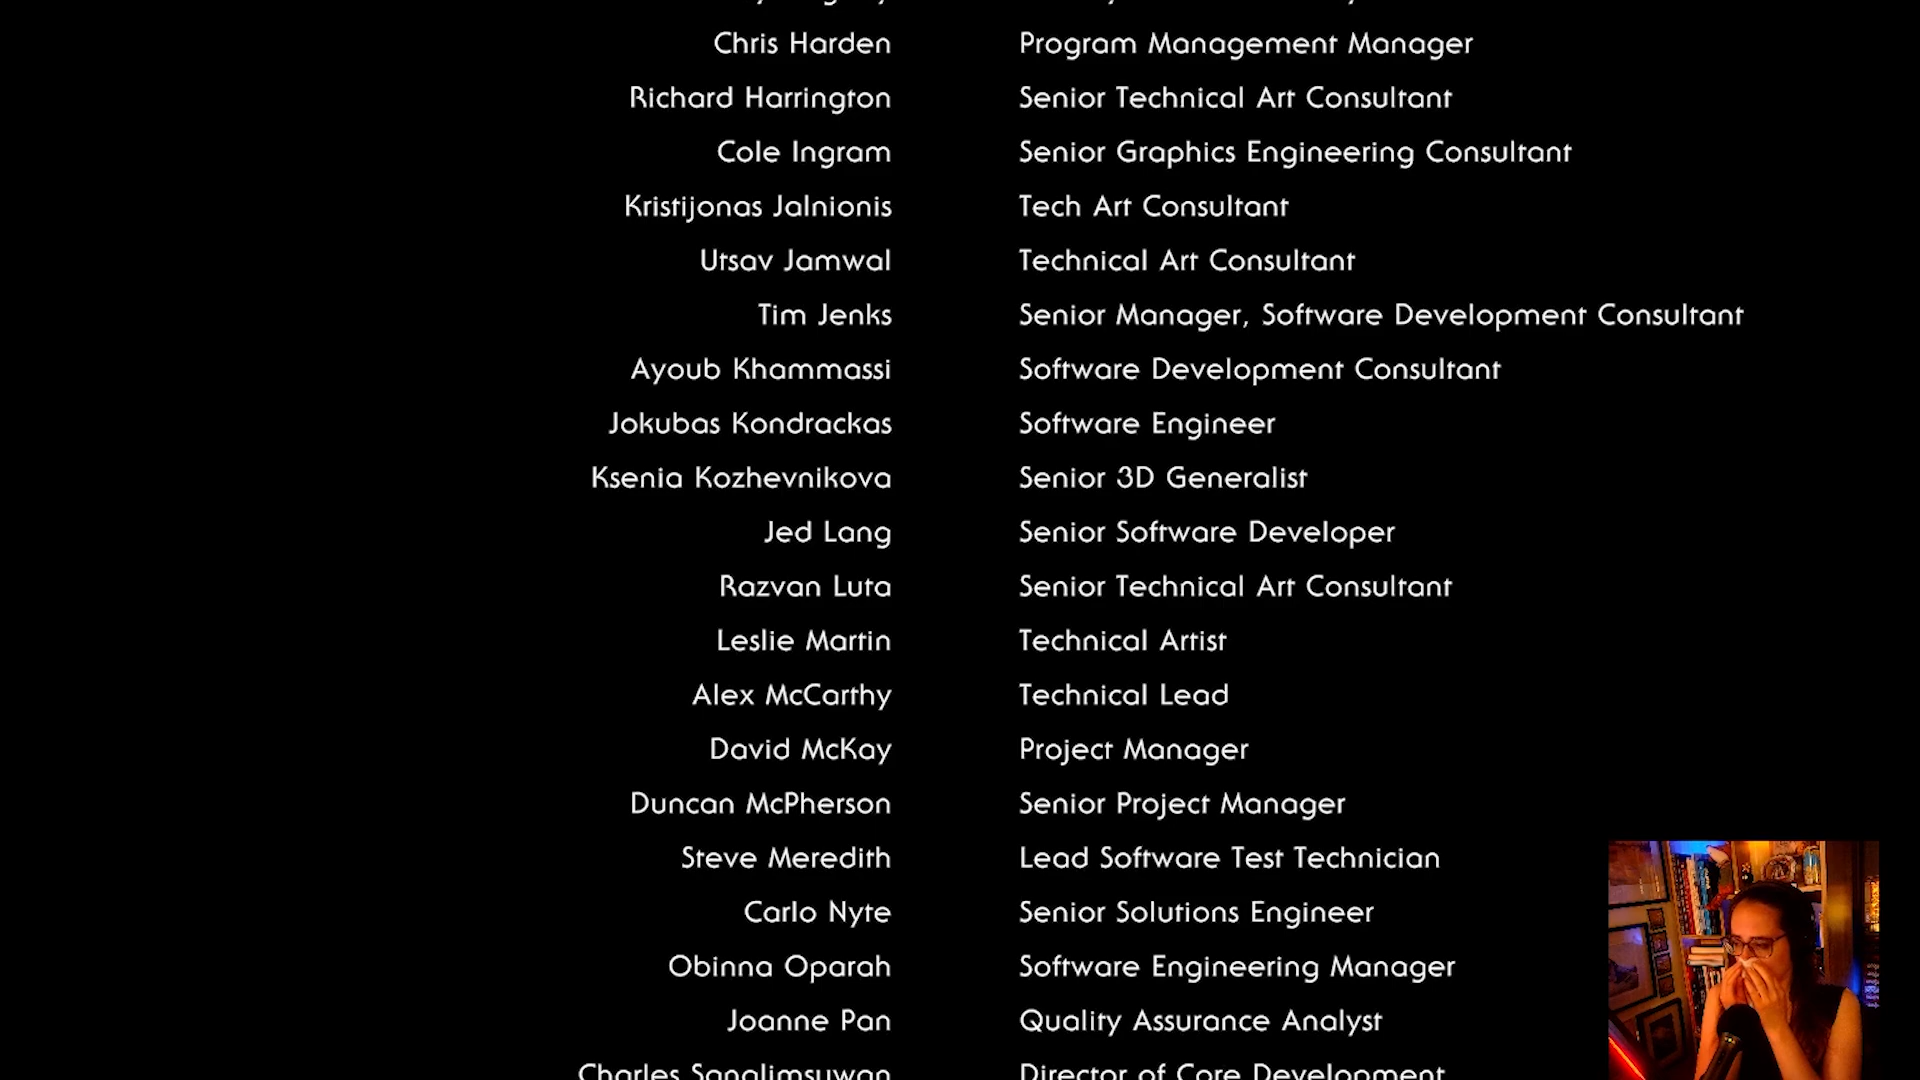 Chris Harden Program Management Manager
Richard Harrington Senior Technical Art Consultant
Cole Ingram Senior Graphics Engineering Consultant
Kristijonas Jalnionis Tech Art Consultant
Utsav Jamwal Technical Art Consultant
Tim Jenks Senior Manager, Software Development Consultant
Ayoub Khammassi Software Development Consultant
Jokubas Kondrackas Software Engineer
Ksenia Kozhevnikova Senior 3D Generalist
Jed Lang Senior Software Developer
Razvan Luta Senior Technical Art Consultant
Leslie Martin Technical Artist
Alex McCarthy Technical Lead
David McKay Project Manager
Duncan McPherson Senior Project Manager
Steve Meredith Lead Software Test Technician
Carlo Nyte Senior Solutions Engineer
Obinna Oparah Software Engineering Manager
Joanne Pan Quality Assurance Analyst
Charles Sanglimsuwan Director of Core Development